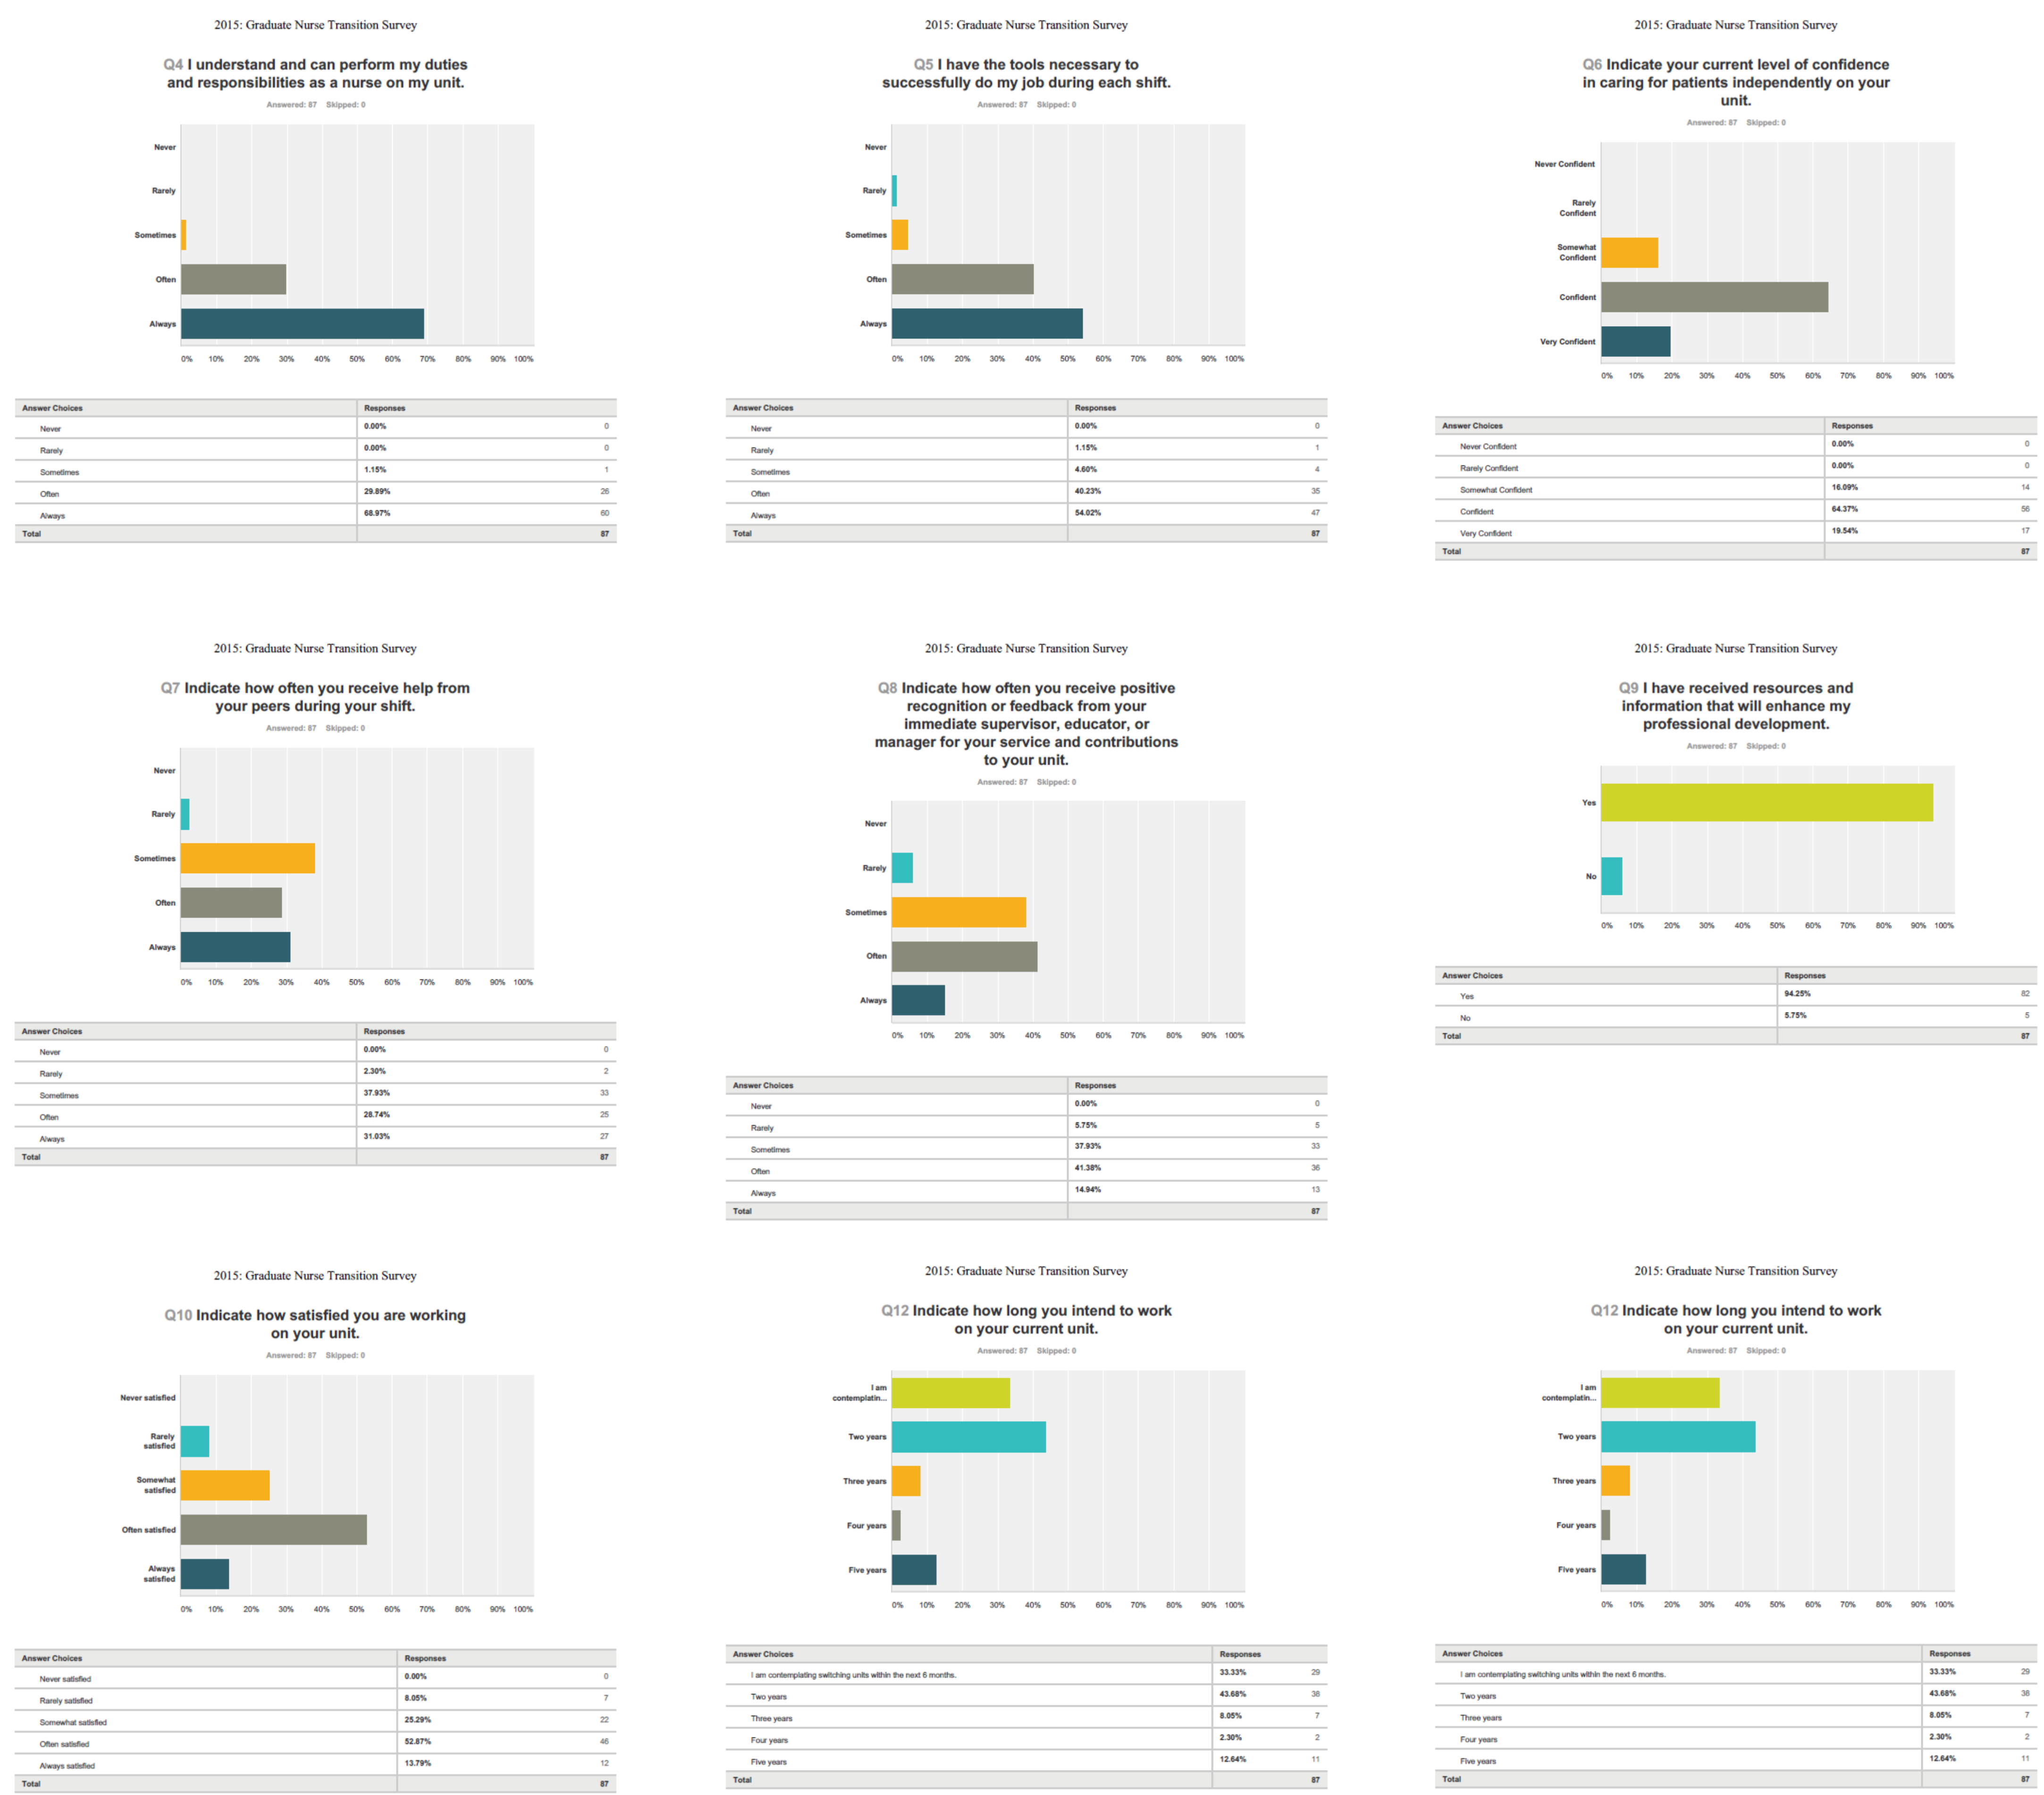 2015: Graduate Nurse Transition Survey
Q4 I understand and can perform my duties
and responsibilities as a nurse on my unit.
Answered: 87 Skipped: 0
Never
Rarely
Sometimes
Often
Always
0% 10% 20% 30% 40% 50% 60% 70% 80% 90% 100%
Answer Choices Responses
Never 0.00% 0
Rarely 0.00% 0
Sometimes 1.15% 1
Often 29.89% 26
Always 68.97% 60
Total 87
2015: Graduate Nurse Transition Survey
Q5 I have the tools necessary to
successfully do my job during each shift.
Answered: 87 Skipped: 0
Never
Rarely
Sometimes
Often
Always
0% 10% 20% 30% 40% 50% 60% 70% 80% 90% 100%
Answer Choices Responses
Never 0.00% 0
Rarely 1.15% 1
Sometimes 4.60% 4
Often 40.23% 35
Always 54.02% 47
Total 87
2015: Graduate Nurse Transition Survey
Q6 Indicate your current level of confidence
in caring for patients independently on your
unit.
Answered: 87 Skipped: 0
Never Confident
Rarely
Confident
Somewhat
Confident
Confident
Very Confident
0% 10% 20% 30% 40% 50% 60% 70% 80% 90% 100%
Answer Choices Responses
Never Confident 0.00% 0
Rarely Confident 0.00% 0
Somewhat Confident 16.09% 14
Confident 64.37% 56
Very Confident 19.54% 17
Total 87
2015: Graduate Nurse Transition Survey
Q7 Indicate how often you receive help from
your peers during your shift.
Answered: 87 Skipped: 0
Never
Rarely
Sometimes
Often
Always
0% 10% 20% 30% 40% 50% 60% 70% 80% 90% 100%
Answer Choices Responses
Never 0.00% 0
Rarely 2.30% 2
Sometimes 37.93% 33
Often 28.74% 25
Always 31.03% 27
Total 87
2015: Graduate Nurse Transition Survey
Q8 Indicate how often you receive positive
recognition or feedback from your
immediate supervisor, educator, or
manager for your service and contributions
to your unit.
Answered: 87 Skipped: 0
Never
Rarely
Sometimes
Often
Always
0% 10% 20% 30% 40% 50% 60% 70% 80% 90% 100%
Answer Choices Responses
Never 0.00% 0
Rarely 5.75% 5
Sometimes 37.93% 33
Often 41.38% 36
Always 14.94% 13
Total 87
2015: Graduate Nurse Transition Survey
Q9 I have received resources and
information that will enhance my
professional development.
Answered: 87 Skipped: 0
Yes
No
0% 10% 20% 30% 40% 50% 60% 70% 80% 90% 100%
Answer Choices Responses
Yes 94.25% 82
No 5.75% 5
Total 87
2015: Graduate Nurse Transition Survey
Q10 Indicate how satisfied you are working
on your unit.
Answered: 87 Skipped: 0
Never satisfied
Rarely
satisfied
Somewhat
satisfied
Often satisfied
Always
satisfied
0% 10% 20% 30% 40% 50% 60% 70% 80% 90% 100%
Answer Choices Responses
Never satisfied 0.00% 0
Rarely satisfied 8.05% 7
Somewhat satisfied 25.29% 22
Often satisfied 52.87% 46
Always satisfied 13.79% 12
Total 87
2015: Graduate Nurse Transition Survey
Q12 Indicate how long you intend to work
on your current unit.
Answered: 87 Skipped: 0
I am
contemplatin...
Two years
Three years
Four years
Five years
0% 10% 20% 30% 40% 50% 60% 70% 80% 90% 100%
Answer Choices Responses
I am contemplating switching units within the next 6 months. 33.33% 29
Two years 43.68% 38
Three years 8.05% 7
Four years 2.30% 2
Five years 12.64% 11
Total 87
2015: Graduate Nurse Transition Survey
Q12 Indicate how long you intend to work
on your current unit.
Answered: 87 Skipped: 0
I am
contemplatin...
Two years
Three years
Four years
Five years
0% 10% 20% 30% 40% 50% 60% 70% 80% 90% 100%
Answer Choices Responses
I am contemplating switching units within the next 6 months. 33.33% 29
Two years 43.68% 38
Three years 8.05% 7
Four years 2.30% 2
Five years 12.64% 11
Total 87